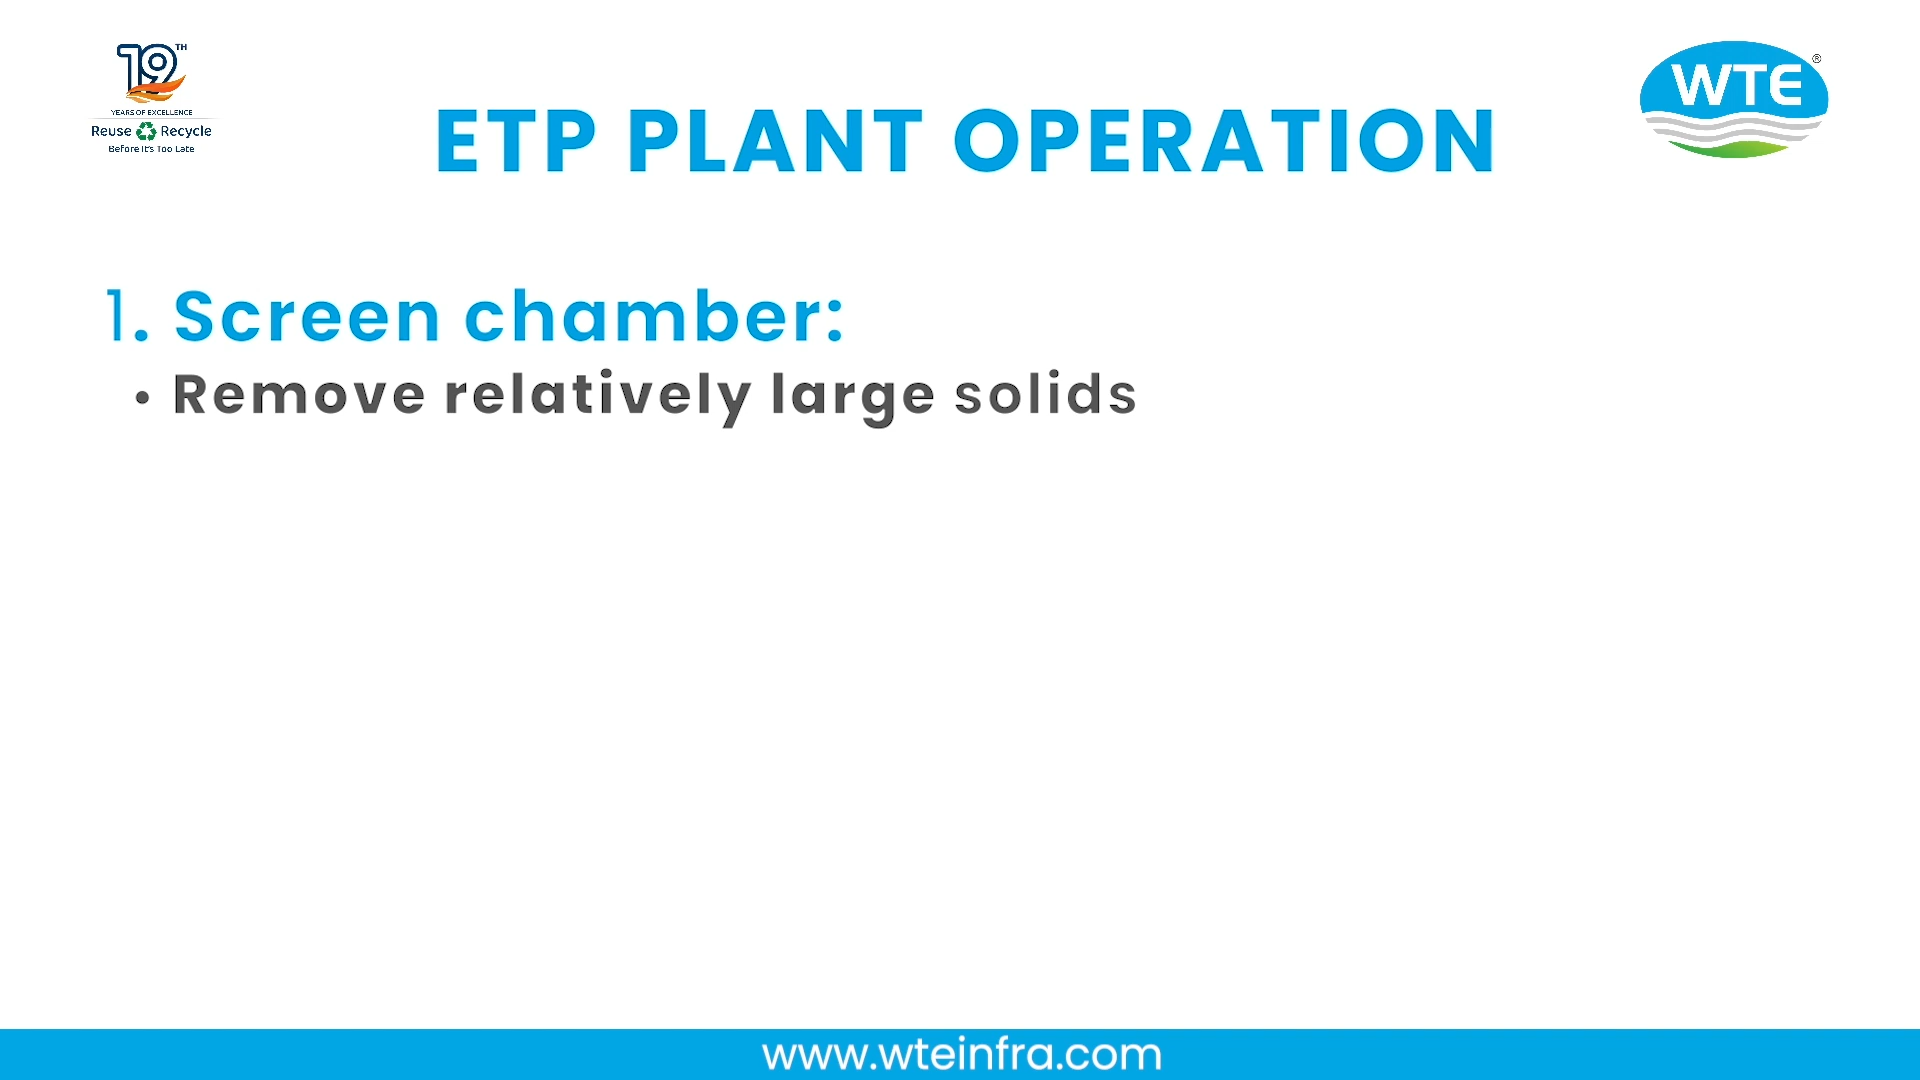 19TH
YEARS OF EXCELLENCE
Reuse Recycle
Before It's Too Late
ETP PLANT OPERATION
WTE®
1. Screen chamber:
• Remove relatively large solids
www.wteinfra.com